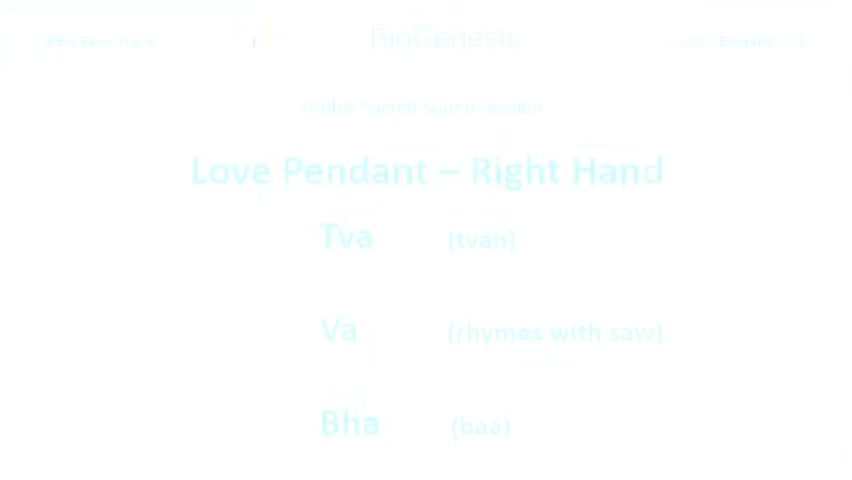 BioGenesis
Global Sacred Sound Session
Love Pendant – Right Hand
Tva (tvah)
Va (rhymes with saw)
Bha (baa)